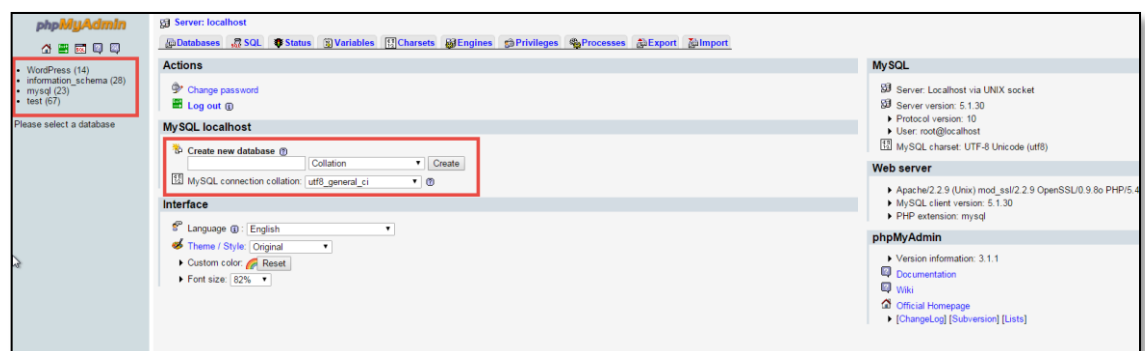 phpMyAdmin
WordPress (14)
information_schema (28)
mysql (23)
test (67)
Please select a database
Server: localhost
Databases SQL Status Variables Charsets Engines Privileges Processes Export Import
Actions
Change password
Log out
MySQL localhost
Create new database
Collation Create
MySQL connection collation: utf8_general_ci
Interface
Language : English
Theme / Style: Original
Custom color: Reset
Font size: 82%
MySQL
Server: Localhost via UNIX socket
Server version: 5.1.30
Protocol version: 10
User: root@localhost
MySQL charset: UTF-8 Unicode (utf8)
Web server
Apache/2.2.9 (Unix) mod_ssl/2.2.9 OpenSSL/0.9.8o PHP/5.4
MySQL client version: 5.1.30
PHP extension: mysql
phpMyAdmin
Version information: 3.1.1
Documentation
Wiki
Official Homepage
[ChangeLog] [Subversion] [Lists]